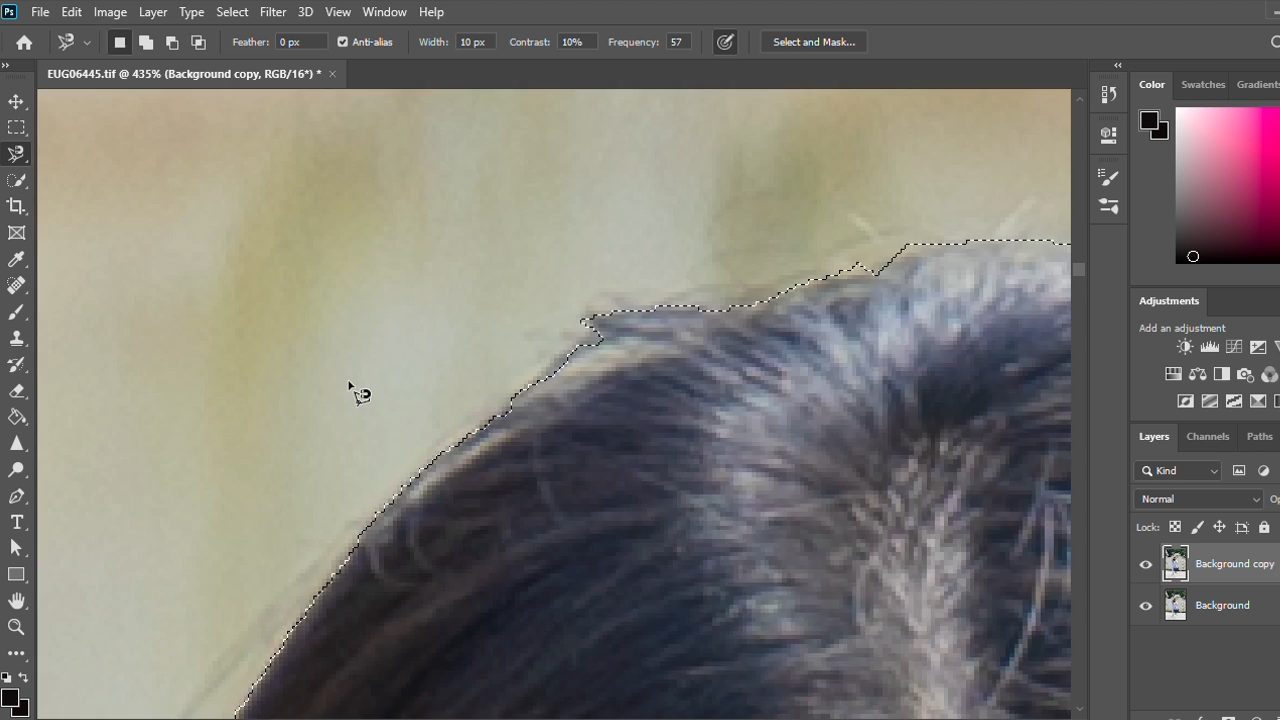 Ps File Edit Image Layer Type Select Filter 3D View Window Help
Feather: 0 px Anti-alias Width: 10 px Contrast: 10% Frequency: 57 Select and Mask...
EUG06445.tif @ 435% (Background copy, RGB/16*) * ×
Color Swatches Gradients
Adjustments
Add an adjustment
Layers Channels Paths
Kind
Normal Op
Lock:
Background copy
Background